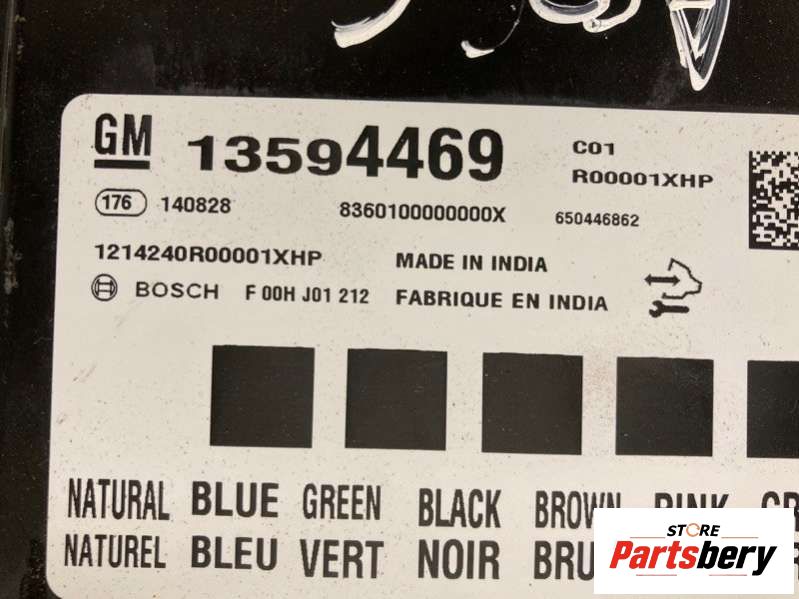 GM 13594469 C01
R00001XHP
176 140828 8360100000000X 650446862
1214240R00001XHP MADE IN INDIA
BOSCH F 00H J01 212 FABRIQUE EN INDIA
NATURAL BLUE GREEN BLACK BROWN
NATUREL BLEU VERT NOIR
STORE
Partsbery